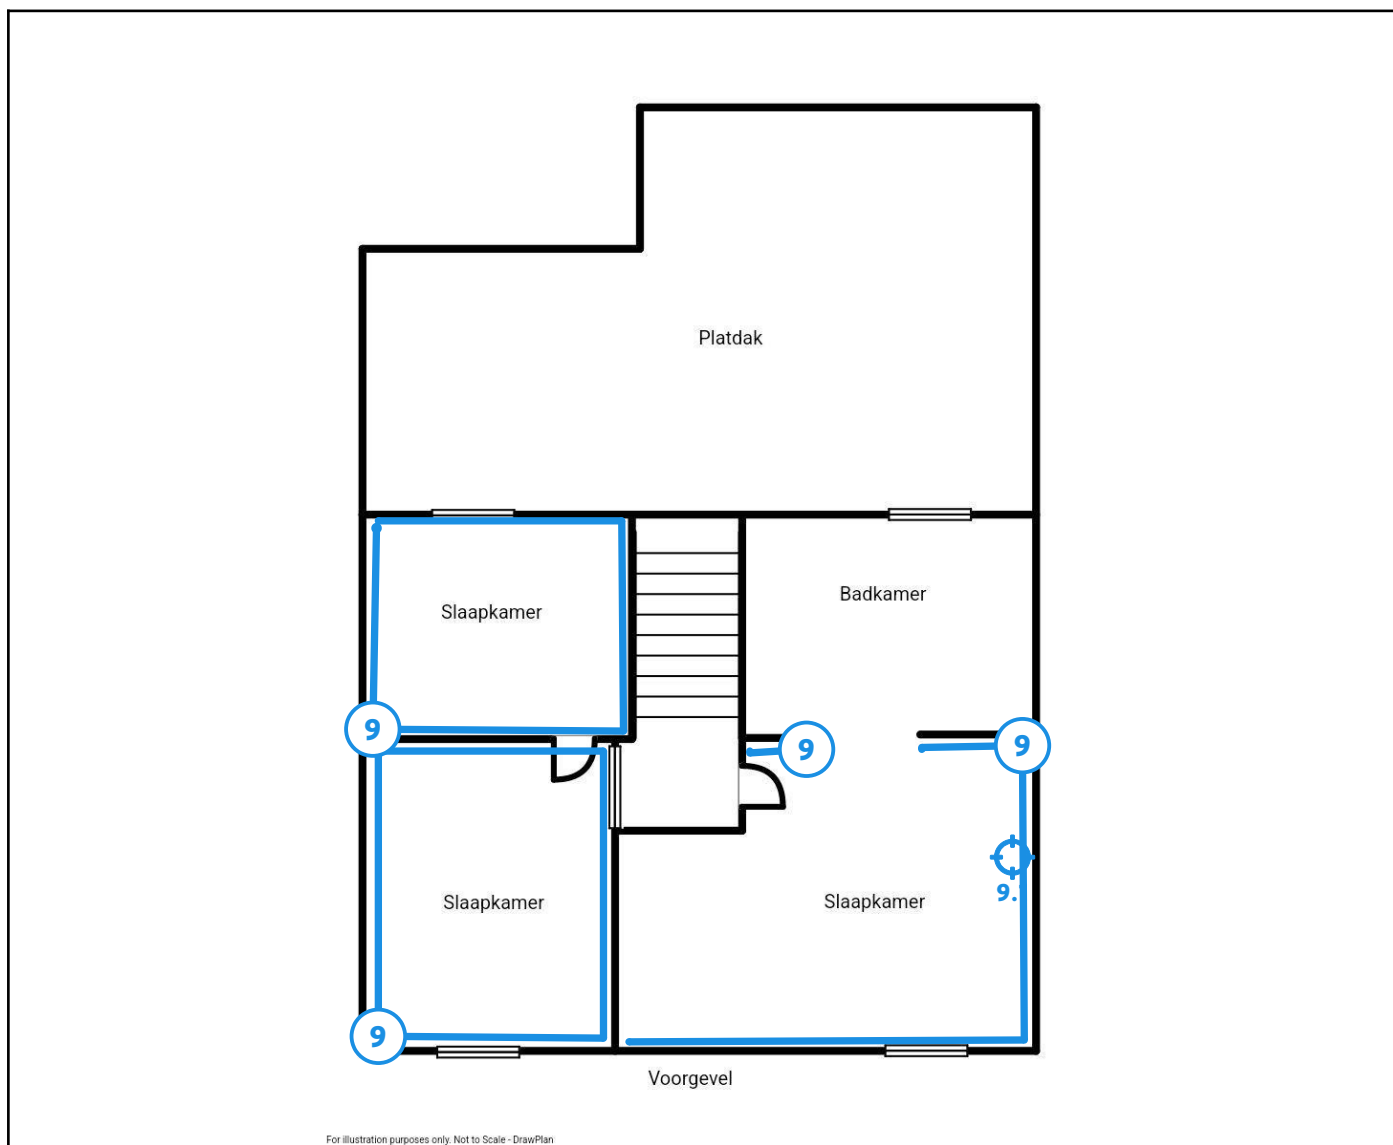 Platdak
Badkamer
Slaapkamer
9
9
9
9.
Slaapkamer
Slaapkamer
9
Voorgevel
For illustration purposes only. Not to Scale - DrawPlan